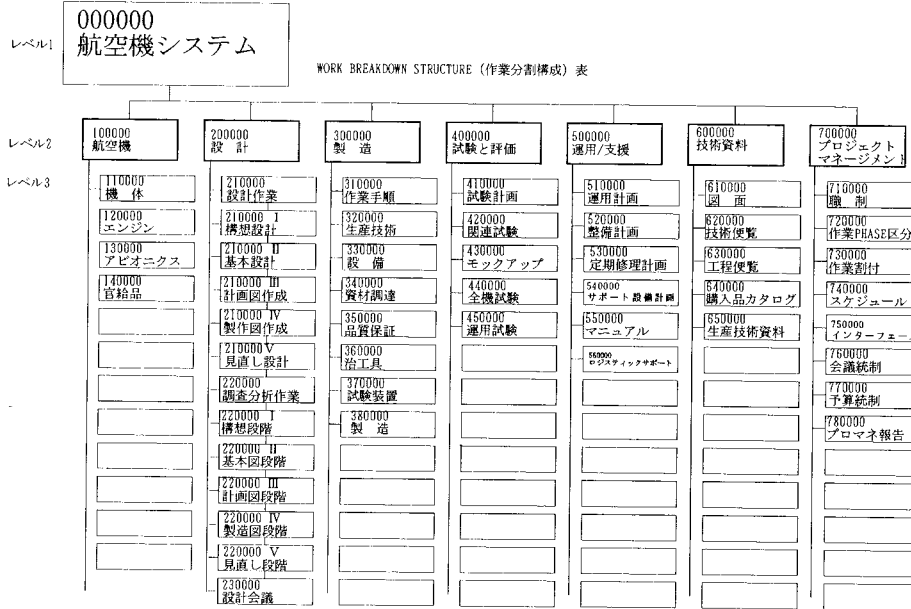 レベル1
000000
航空機システム
WORK BREAKDOWN STRUCTURE (作業分割構成) 表
レベル2
100000
航空機
200000
設 計
300000
製 造
400000
試験と評価
500000
運用/支援
600000
技術資料
700000
プロジェクト
マネージメント
レベル3
110000
機 体
120000
エンジン
130000
アビオニクス
140000
官給品
210000
設計作業
210000 Ⅰ
構想設計
210000 Ⅱ
基本設計
210000 Ⅲ
計画図作成
210000 Ⅳ
製作図作成
210000 Ⅴ
見直し設計
220000
調査分析作業
220000 Ⅰ
構想段階
220000 Ⅱ
基本図段階
220000 Ⅲ
計画図段階
220000 Ⅳ
製造図段階
220000 Ⅴ
見直し段階
230000
設計会議
310000
作業手順
320000
生産技術
330000
設 備
340000
資材調達
350000
品質保証
360000
治工具
370000
試験装置
380000
製 造
410000
試験計画
420000
関連試験
430000
モックアップ
440000
全機試験
450000
運用試験
510000
運用計画
520000
整備計画
530000
定期修理計画
540000
サポート設備計画
550000
マニュアル
560000
ロジスティックサポート
610000
図 面
620000
技術便覧
630000
工程便覧
640000
購入品カタログ
650000
生産技術資料
710000
職 制
720000
作業PHASE区分
730000
作業割付
740000
スケジュール
750000
インターフェー
760000
会議統制
770000
予算統制
780000
プロマネ報告